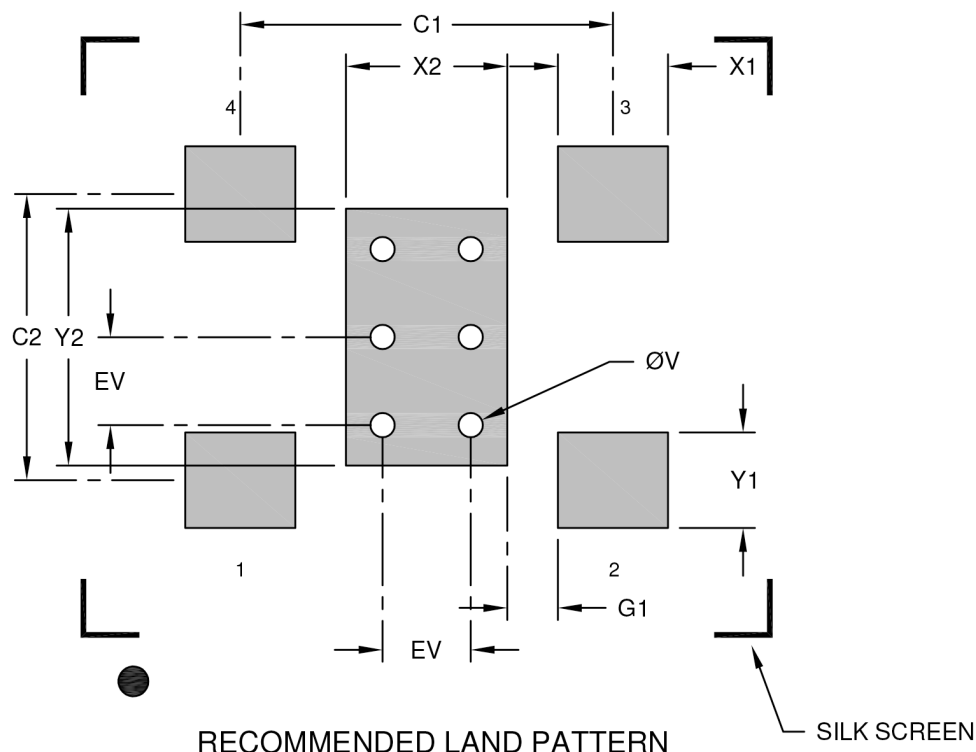 C1
X2
X1
4
3
C2
Y2
EV
ØV
Y1
1
2
G1
EV
SILK SCREEN
RECOMMENDED LAND PATTERN